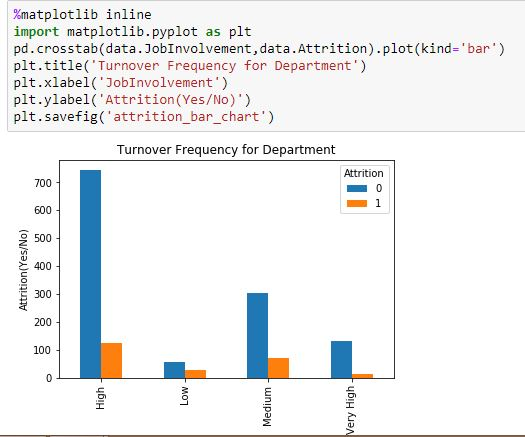 %matplotlib inline
import matplotlib.pyplot as plt
pd.crosstab(data.JobInvolvement,data.Attrition).plot(kind='bar')
plt.title('Turnover Frequency for Department')
plt.xlabel('JobInvolvement')
plt.ylabel('Attrition(Yes/No)')
plt.savefig('attrition_bar_chart')
Turnover Frequency for Department
Attrition
0
1
Attrition(Yes/No)
700
600
500
400
300
200
100
0
High
Low
Medium
Very High